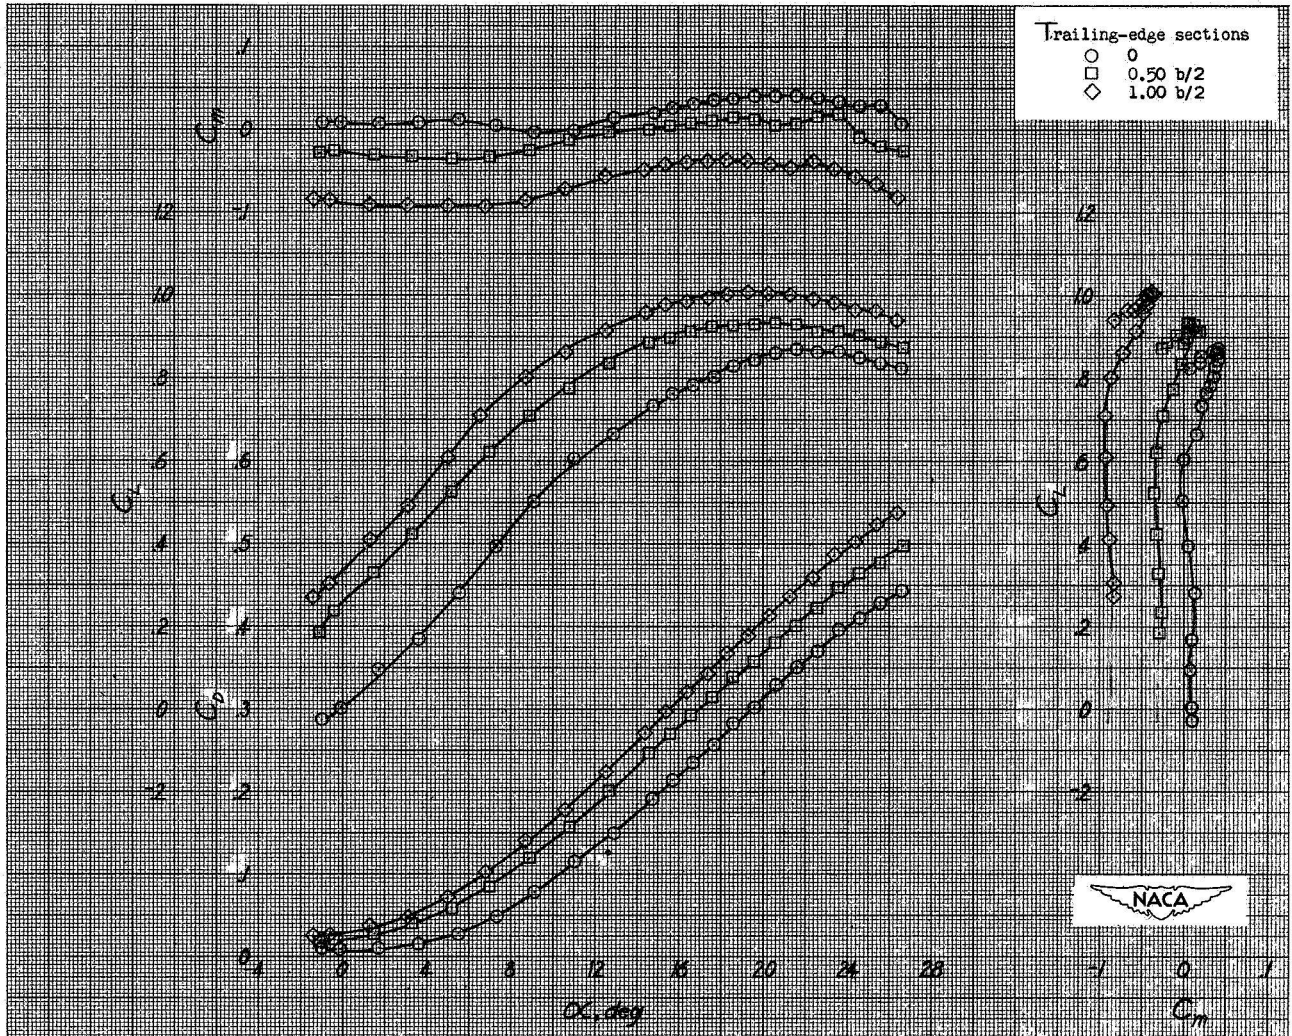 Trailing-edge sections
○ 0
□ 0.50 b/2
◇ 1.00 b/2
.1
Cm 0
1.2 -.1 1.2
1.0 1.0
.8 .8
.6 .6 .6
CL CL
.4 .5 .4
.2 .4 .2
0 CD .3 0
-.2 .2 -.2
.1
NACA
0
-4 0 4 8 12 16 20 24 28 -.1 0 .1
α, deg Cm